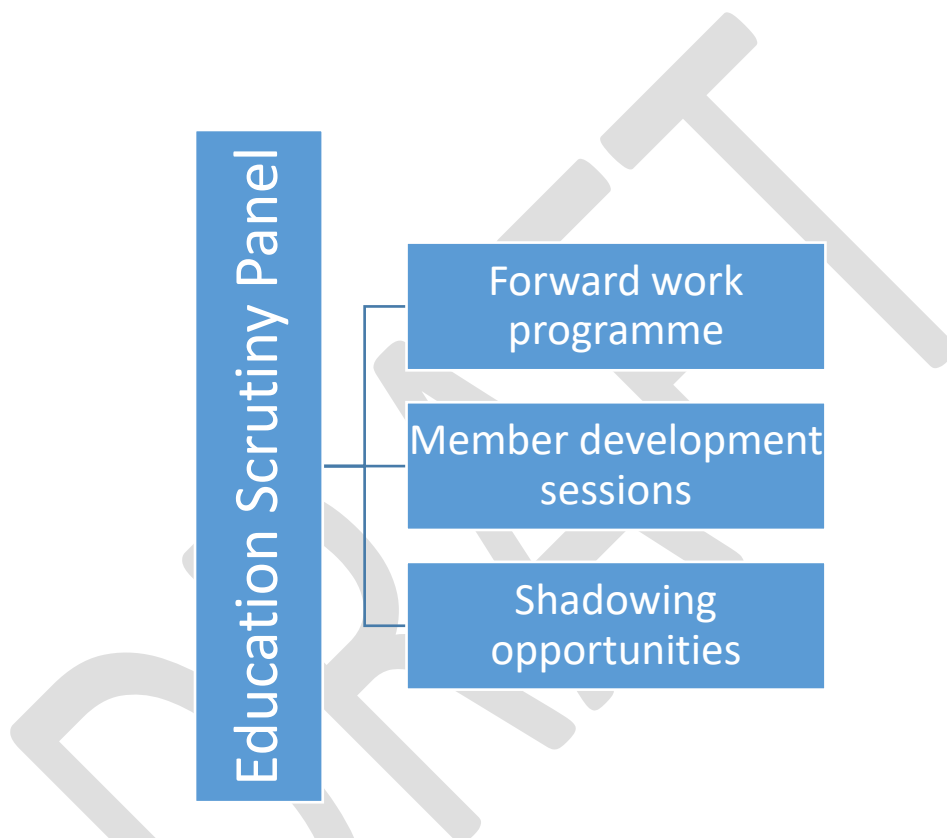 Education Scrutiny Panel
Forward work
programme
Member development
sessions
Shadowing
opportunities
DRAFT